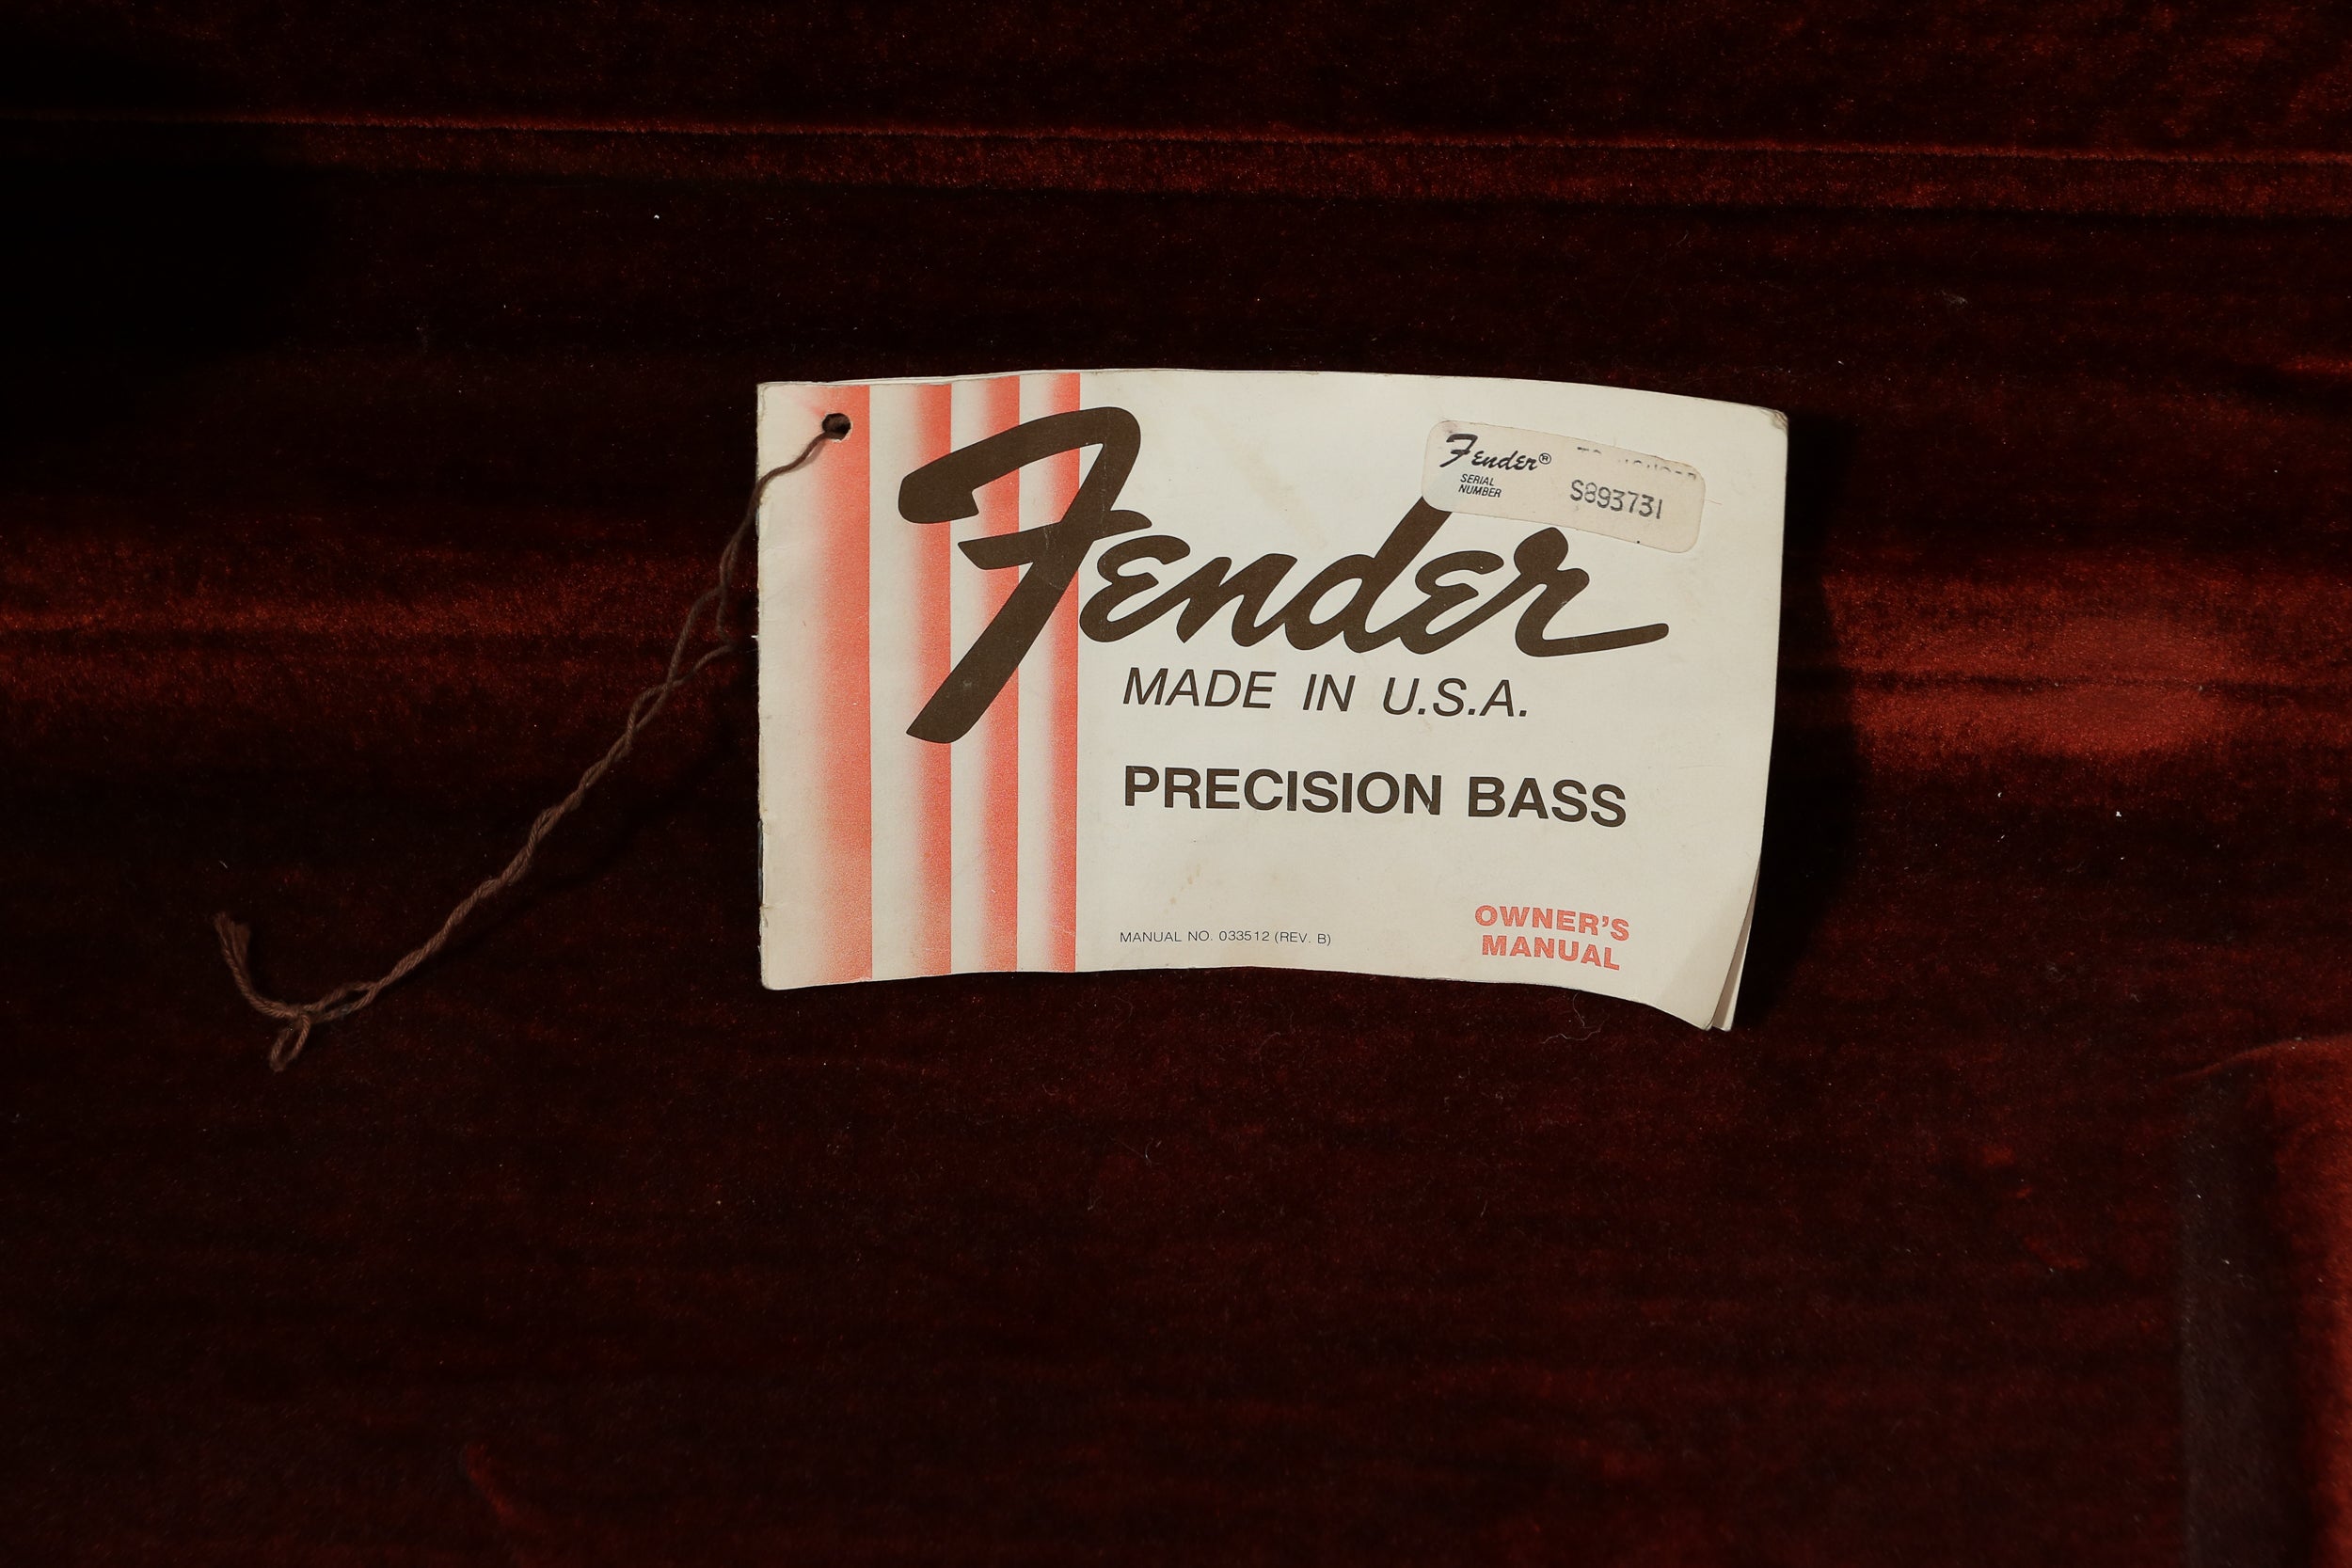 Fender®
SERIAL
NUMBER
S893731
Fender
MADE IN U.S.A.
PRECISION BASS
MANUAL NO. 033512 (REV. B)
OWNER'S
MANUAL